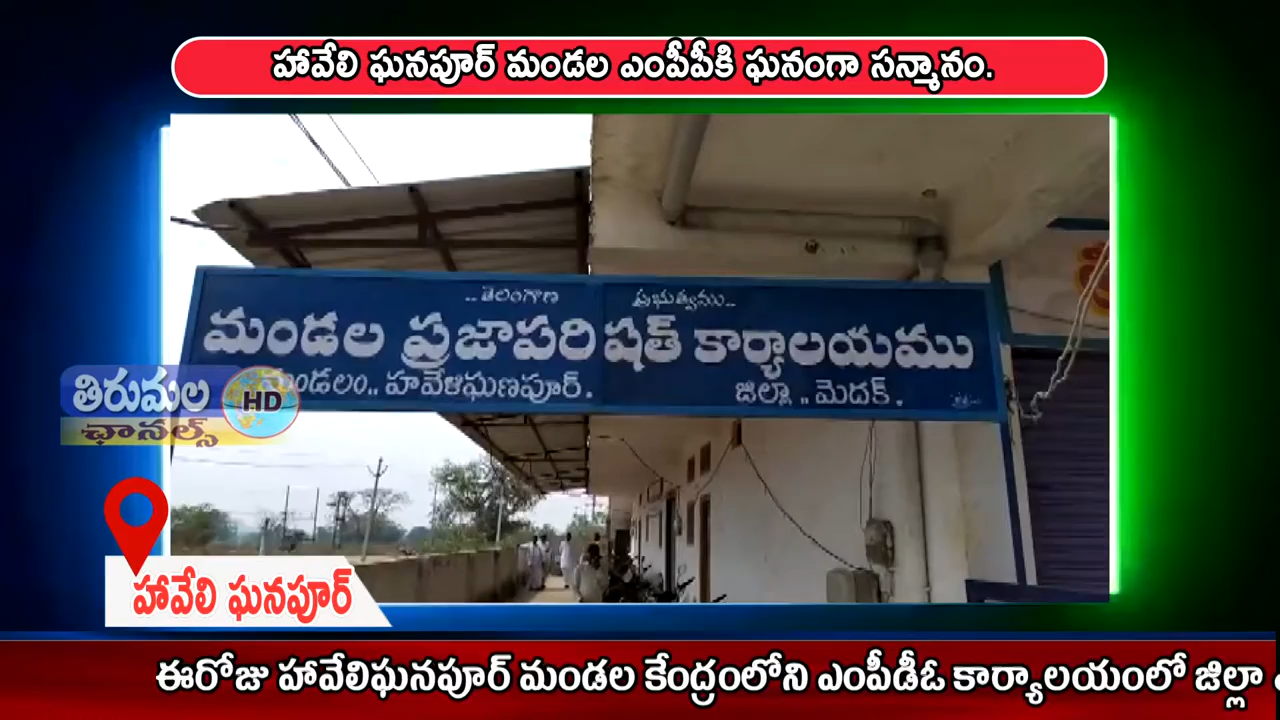 హావేలి ఘనపూర్ మండల ఎంపీపీకి ఘనంగా సన్మానం.
..తెలంగాణ ప్రభుత్వము..
మండల ప్రజాపరిషత్ కార్యాలయము
మండలం.. హవేళిఘణపూర్. జిల్లా.. మెదక్.
తిరుమల
ఛానల్స్
HD
హావేలి ఘనపూర్
ఈరోజు హావేలిఘనపూర్ మండల కేంద్రంలోని ఎంపీడీఓ కార్యాలయంలో జిల్లా